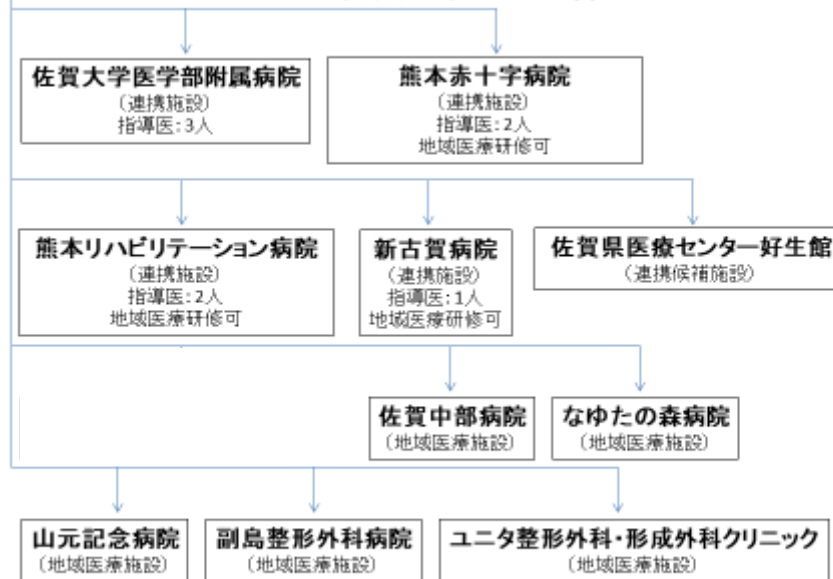 佐賀大学医学部附属病院
（連携施設）
指導医：3人
熊本赤十字病院
（連携施設）
指導医：2人
地域医療研修可
熊本リハビリテーション病院
（連携施設）
指導医：2人
地域医療研修可
新古賀病院
（連携施設）
指導医：1人
地域医療研修可
佐賀県医療センター好生館
（連携候補施設）
佐賀中部病院
（地域医療施設）
なゆたの森病院
（地域医療施設）
山元記念病院
（地域医療施設）
副島整形外科病院
（地域医療施設）
ユニタ整形外科・形成外科クリニック
（地域医療施設）